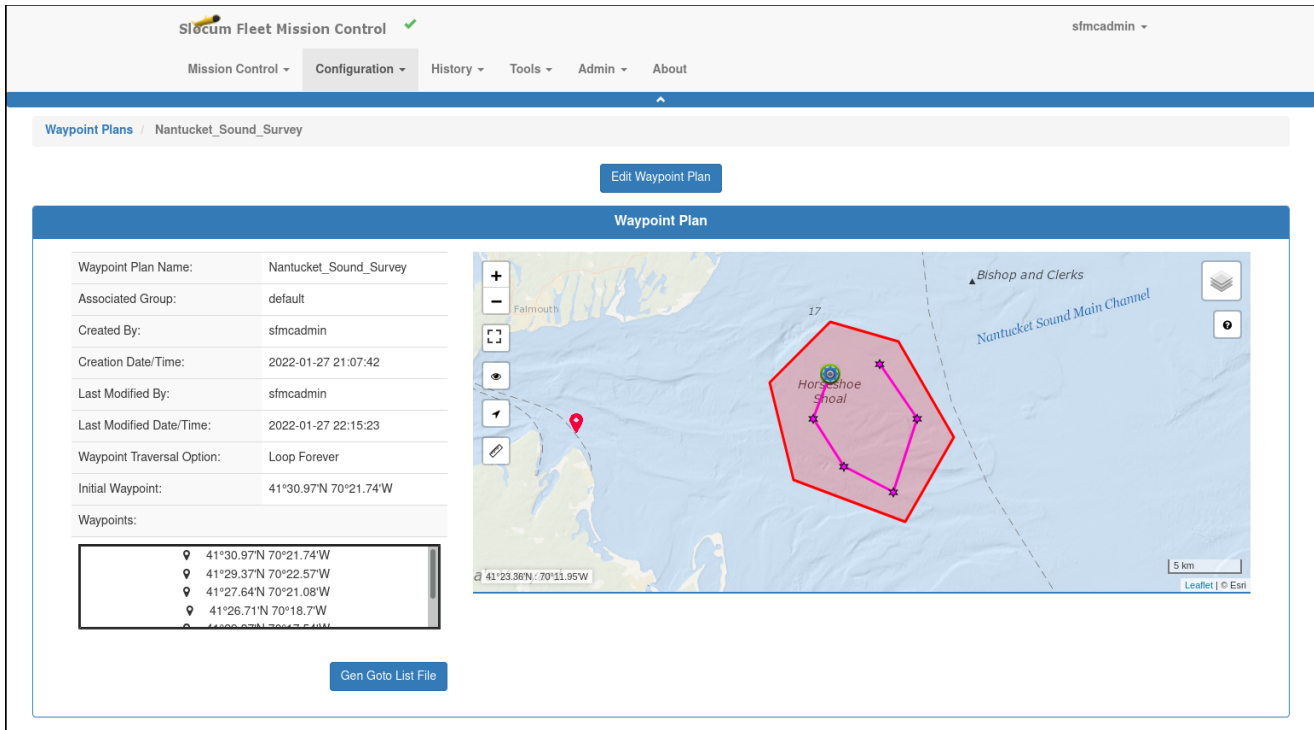 Slocum Fleet Mission Control
sfmcadmin
Mission Control Configuration History Tools Admin About
Waypoint Plans / Nantucket_Sound_Survey
Edit Waypoint Plan
Waypoint Plan
Waypoint Plan Name: Nantucket_Sound_Survey
Associated Group: default
Created By: sfmcadmin
Creation Date/Time: 2022-01-27 21:07:42
Last Modified By: sfmcadmin
Last Modified Date/Time: 2022-01-27 22:15:23
Waypoint Traversal Option: Loop Forever
Initial Waypoint: 41°30.97'N 70°21.74'W
Waypoints:
41°30.97'N 70°21.74'W
41°29.37'N 70°22.57'W
41°27.64'N 70°21.08'W
41°26.71'N 70°18.7'W
Gen Goto List File
+
−
Falmouth
17
Bishop and Clerks
Nantucket Sound Main Channel
Horseshoe
Shoal
41°23.36'N : 70°11.95'W
5 km
Leaflet | © Esri